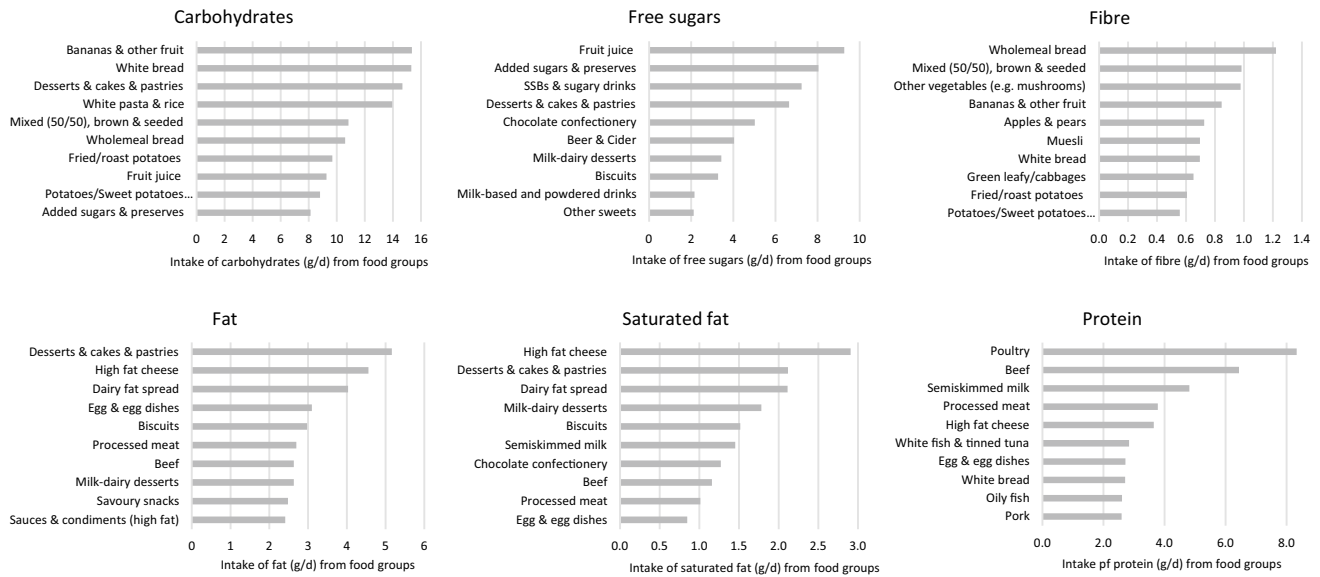 Carbohydrates
Bananas & other fruit
White bread
Desserts & cakes & pastries
White pasta & rice
Mixed (50/50), brown & seeded
Wholemeal bread
Fried/roast potatoes
Fruit juice
Potatoes/Sweet potatoes...
Added sugars & preserves
0 2 4 6 8 10 12 14 16
Intake of carbohydrates (g/d) from food groups
Free sugars
Fruit juice
Added sugars & preserves
SSBs & sugary drinks
Desserts & cakes & pastries
Chocolate confectionery
Beer & Cider
Milk-dairy desserts
Biscuits
Milk-based and powdered drinks
Other sweets
0 2 4 6 8 10
Intake of free sugars (g/d) from food groups
Fibre
Wholemeal bread
Mixed (50/50), brown & seeded
Other vegetables (e.g. mushrooms)
Bananas & other fruit
Apples & pears
Muesli
White bread
Green leafy/cabbages
Fried/roast potatoes
Potatoes/Sweet potatoes...
0.0 0.2 0.4 0.6 0.8 1.0 1.2 1.4
Intake of fibre (g/d) from food groups
Fat
Desserts & cakes & pastries
High fat cheese
Dairy fat spread
Egg & egg dishes
Biscuits
Processed meat
Beef
Milk-dairy desserts
Savoury snacks
Sauces & condiments (high fat)
0 1 2 3 4 5 6
Intake of fat (g/d) from food groups
Saturated fat
High fat cheese
Desserts & cakes & pastries
Dairy fat spread
Milk-dairy desserts
Biscuits
Semiskimmed milk
Chocolate confectionery
Beef
Processed meat
Egg & egg dishes
0.0 0.5 1.0 1.5 2.0 2.5 3.0
Intake of saturated fat (g/d) from food groups
Protein
Poultry
Beef
Semiskimmed milk
Processed meat
High fat cheese
White fish & tinned tuna
Egg & egg dishes
White bread
Oily fish
Pork
0.0 2.0 4.0 6.0 8.0
Intake pf protein (g/d) from food groups